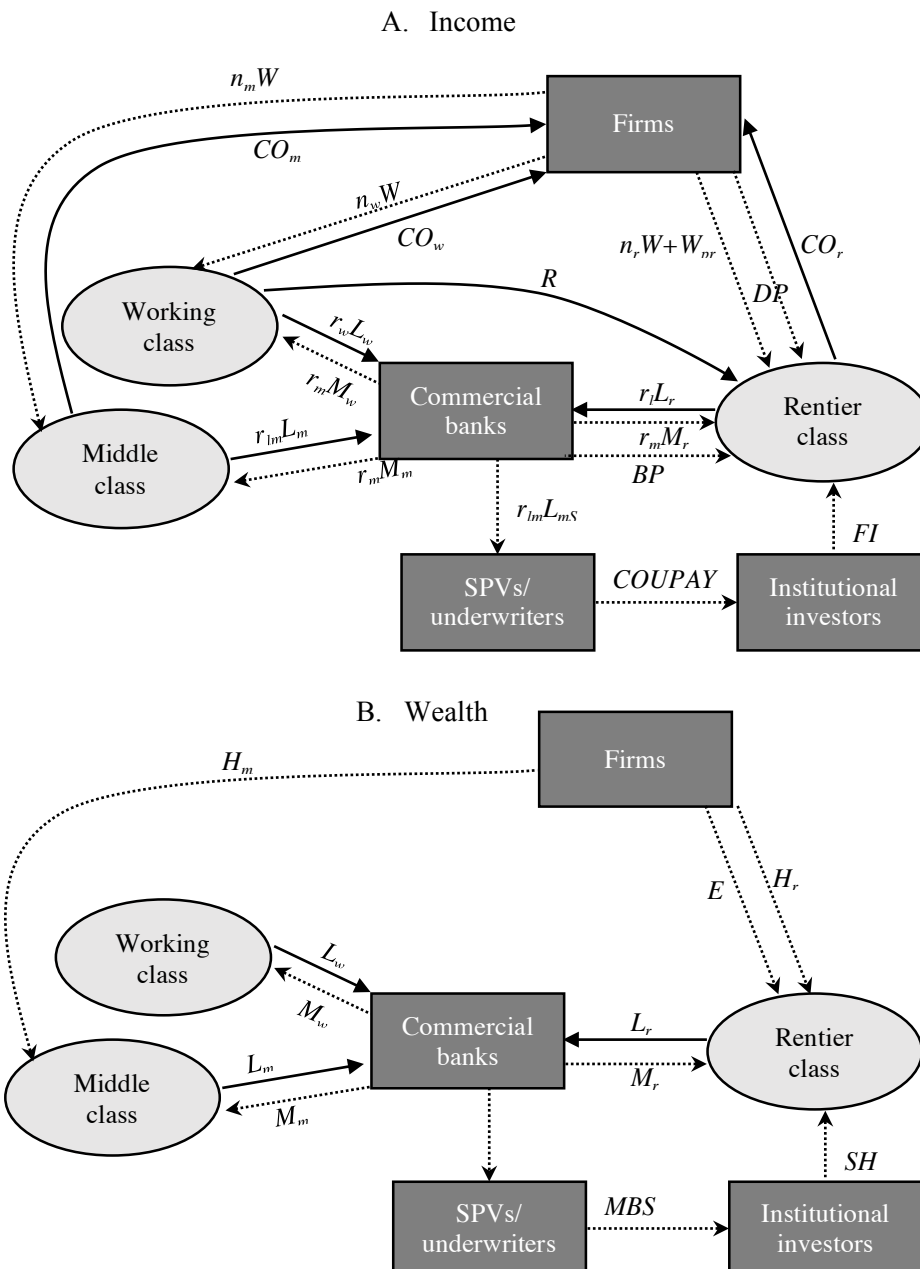 A. Income
n_mW
Firms
CO_m
n_wW
CO_w
n_rW+W_pr
DP
CO_r
R
Working
class
r_wL_w
r_mM_w
Commercial
banks
r_lL_r
r_mM_r
BP
Rentier
class
Middle
class
r_lmL_m
r_mM_m
r_lmL_mS
FI
SPVs/
underwriters
COUPAY
Institutional
investors
B. Wealth
H_m
Firms
E
H_r
Working
class
L_w
M_w
Commercial
banks
L_r
M_r
Rentier
class
Middle
class
L_m
M_m
SH
SPVs/
underwriters
MBS
Institutional
investors